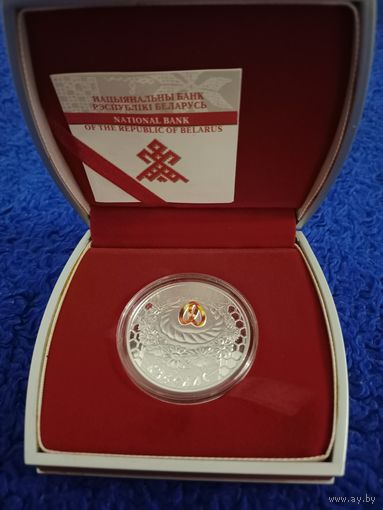 НАЦЫЯНАЛЬНЫ БАНК
РЭСПУБЛІКІ БЕЛАРУСЬ
NATIONAL BANK
OF THE REPUBLIC OF BELARUS
www.ay.by